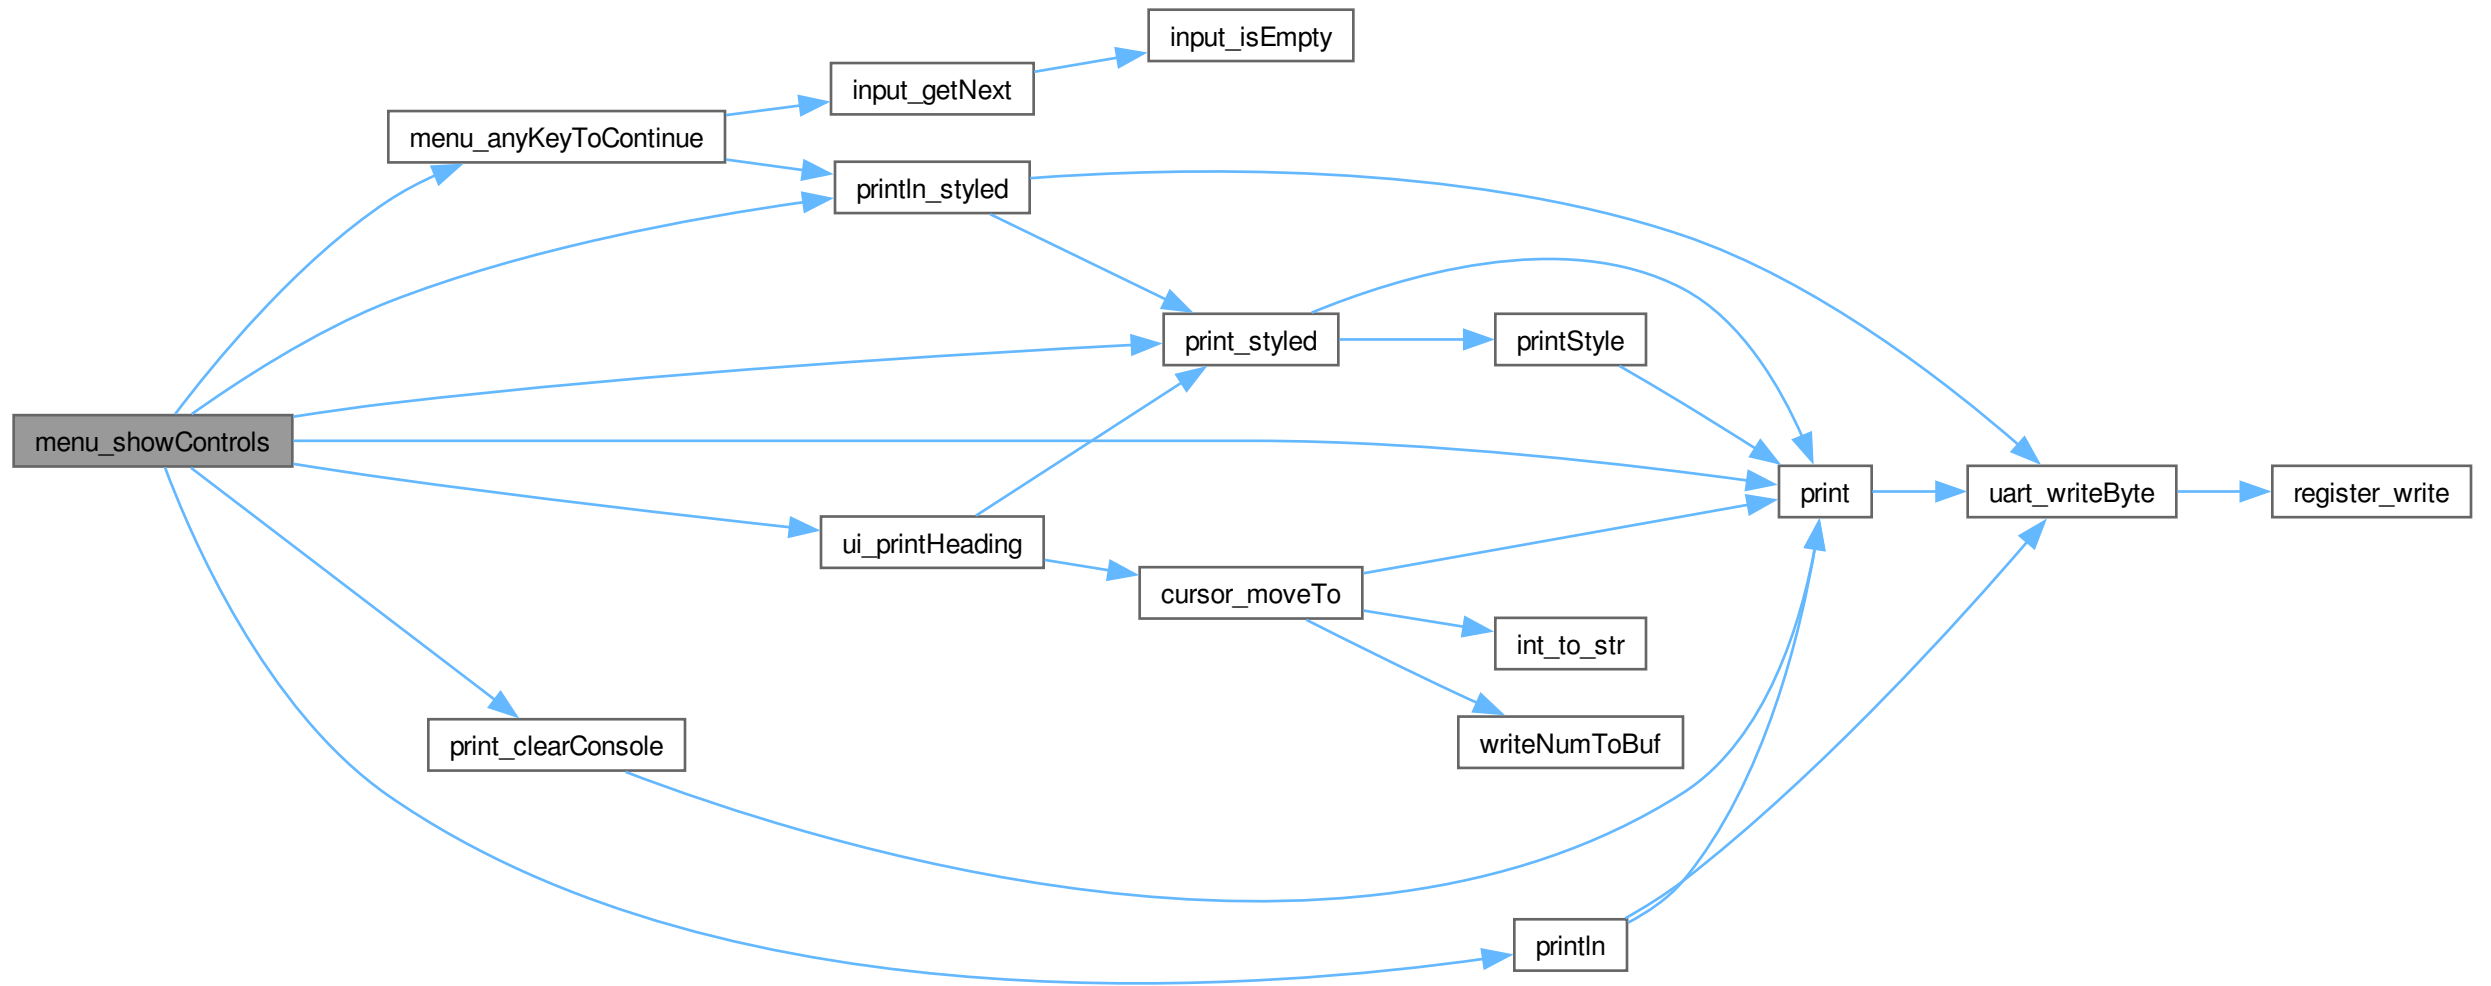 input_isEmpty
input_getNext
menu_anyKeyToContinue
println_styled
print_styled
printStyle
menu_showControls
print
uart_writeByte
register_write
ui_printHeading
cursor_moveTo
int_to_str
print_clearConsole
writeNumToBuf
println